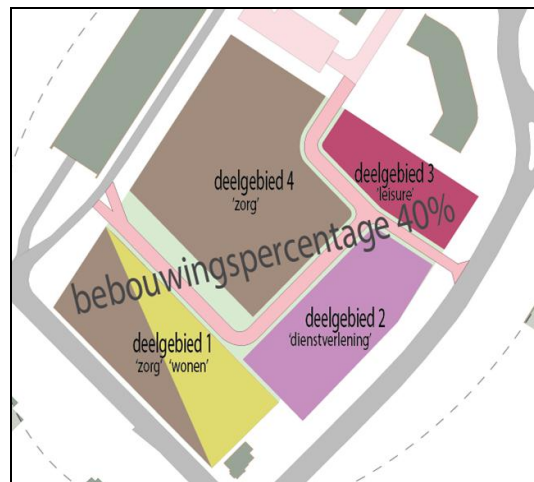 deelgebied 3
'leisure'
deelgebied 4
'zorg'
bebouwingspercentage 40%
deelgebied 2
'dienstverlening'
deelgebied 1
'zorg' 'wonen'